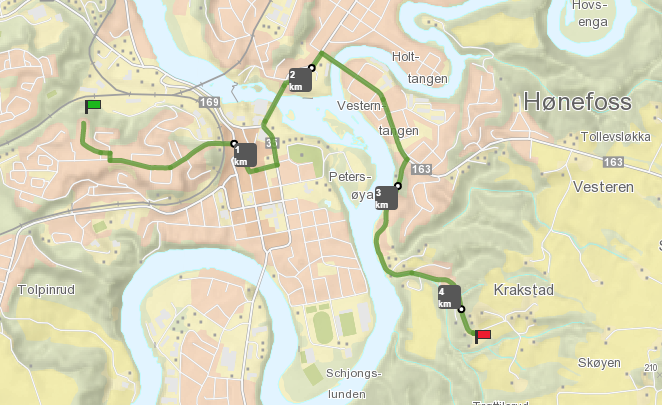 Hovs-
enga
Holt-
tangen
2
km
169
Vestern-
tangen
Hønefoss
Tollevsløkka
1
km
163
163
Peters-
øya
Vesteren
3
km
Tolpinrud
4
km
Krakstad
Skøyen
210
Schjongs-
lunden